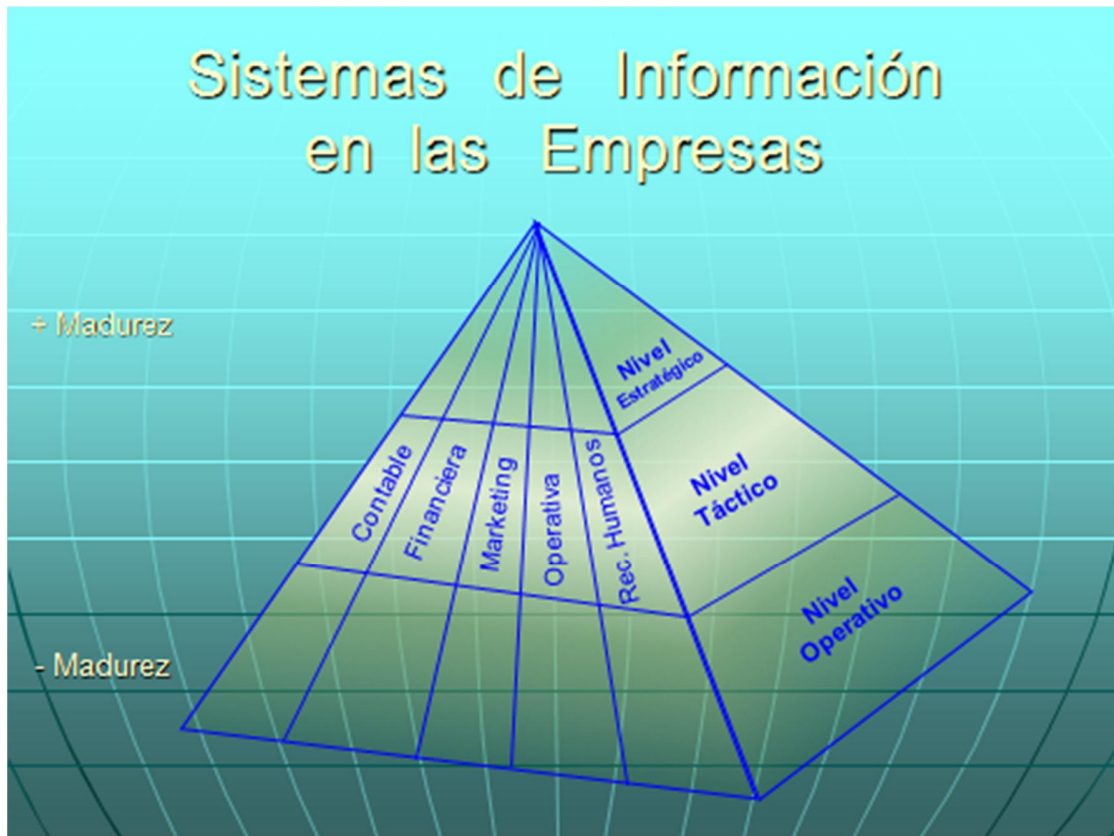 Sistemas de Información
en las Empresas
+ Madurez
- Madurez
Contable
Financiera
Marketing
Operativa
Rec. Humanos
Nivel
Estratégico
Nivel
Táctico
Nivel
Operativo